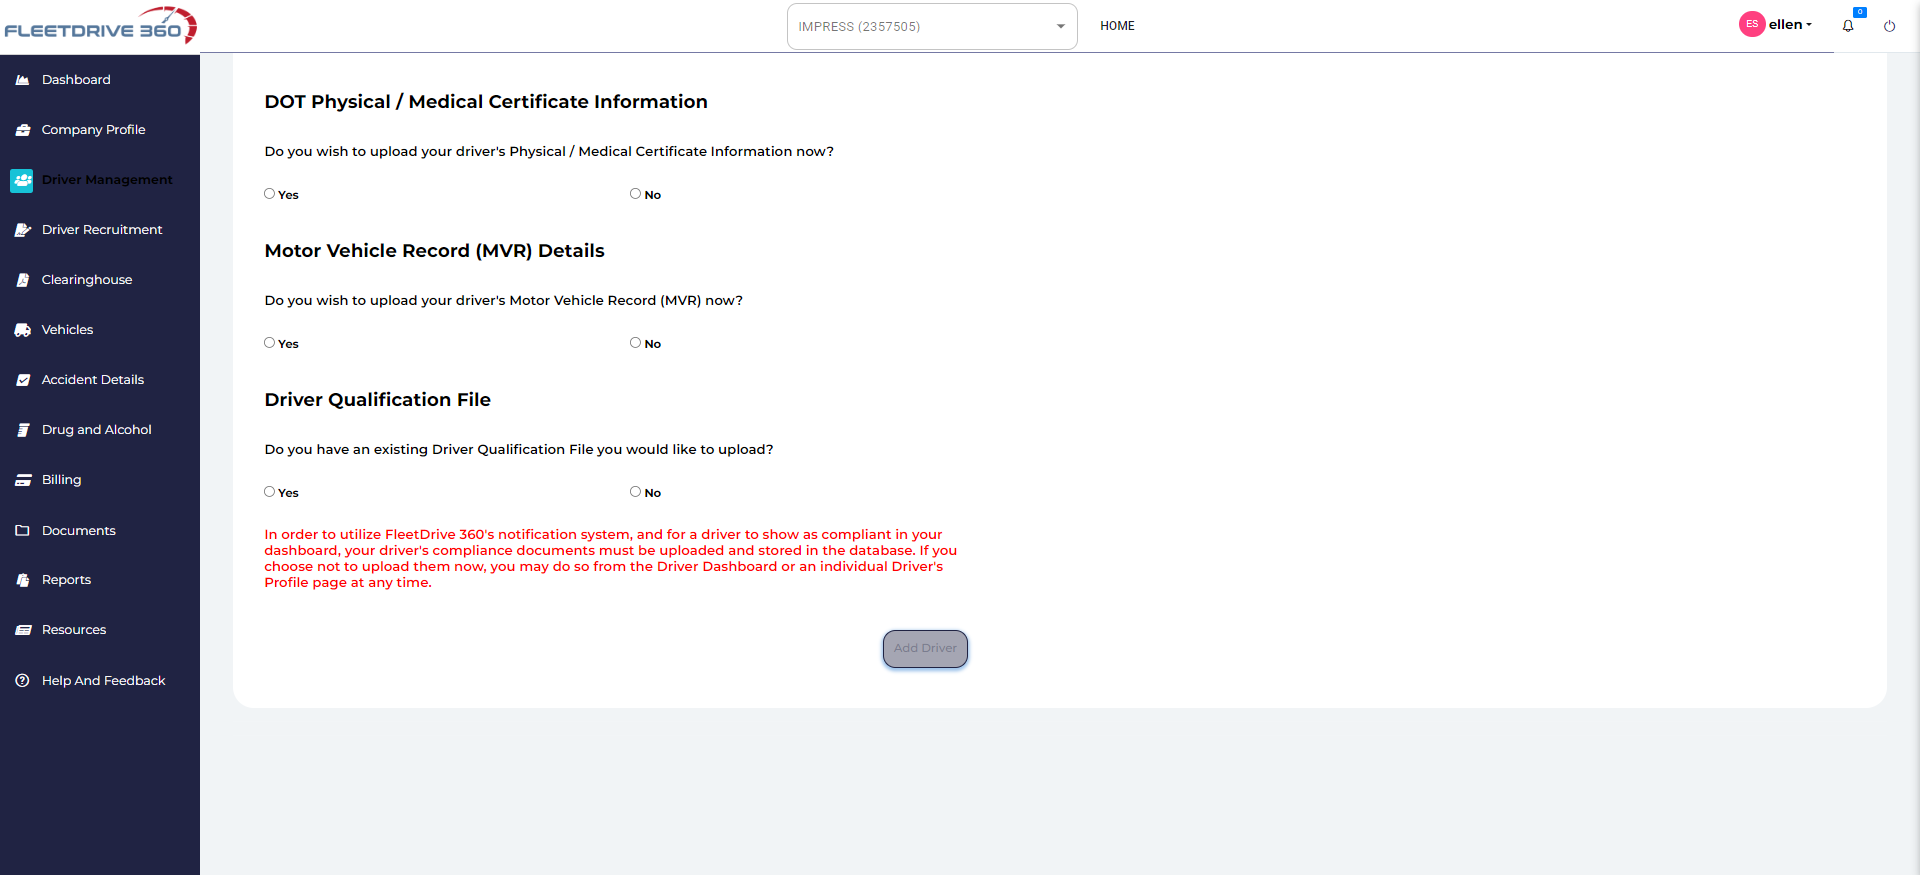 FLEETDRIVE 360
IMPRESS (2357505)
HOME
ES
ellen
0
Dashboard
Company Profile
Driver Management
Driver Recruitment
Clearinghouse
Vehicles
Accident Details
Drug and Alcohol
Billing
Documents
Reports
Resources
Help And Feedback
DOT Physical / Medical Certificate Information
Do you wish to upload your driver's Physical / Medical Certificate Information now?
Yes No
Motor Vehicle Record (MVR) Details
Do you wish to upload your driver's Motor Vehicle Record (MVR) now?
Yes No
Driver Qualification File
Do you have an existing Driver Qualification File you would like to upload?
Yes No
In order to utilize FleetDrive 360's notification system, and for a driver to show as compliant in your
dashboard, your driver's compliance documents must be uploaded and stored in the database. If you
choose not to upload them now, you may do so from the Driver Dashboard or an individual Driver's
Profile page at any time.
Add Driver